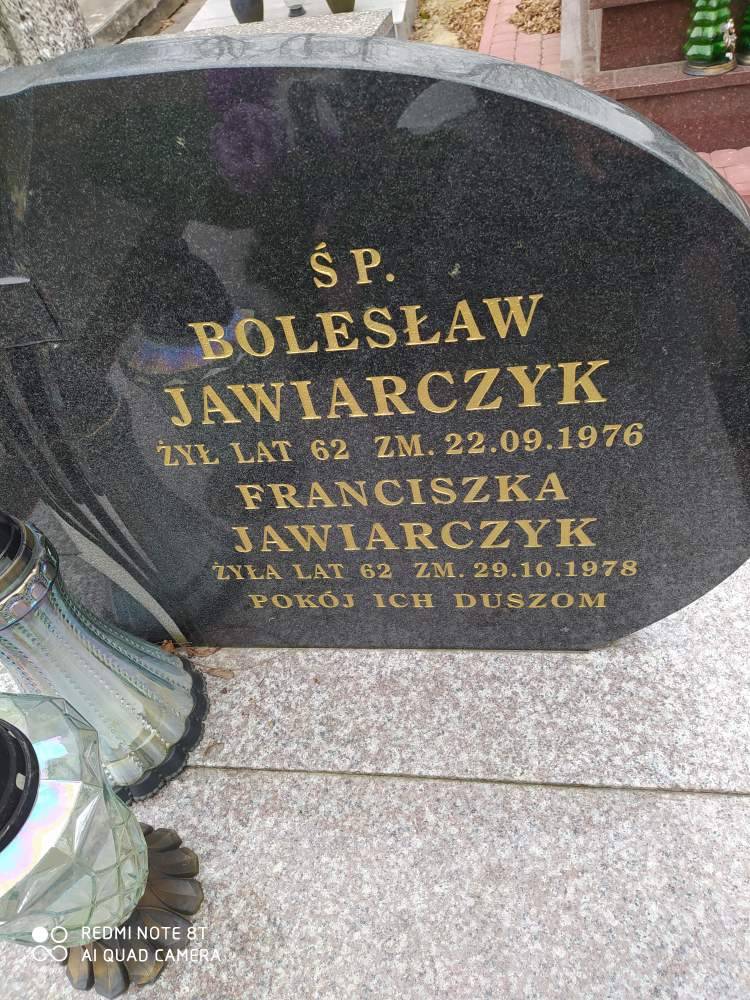 Ś P.
BOLESŁAW
JAWIARCZYK
ŻYŁ LAT 62 ZM. 22.09.1976
FRANCISZKA
JAWIARCZYK
ŻYŁA LAT 62 ZM. 29.10.1978
POKÓJ ICH DUSZOM
REDMI NOTE 8T
AI QUAD CAMERA